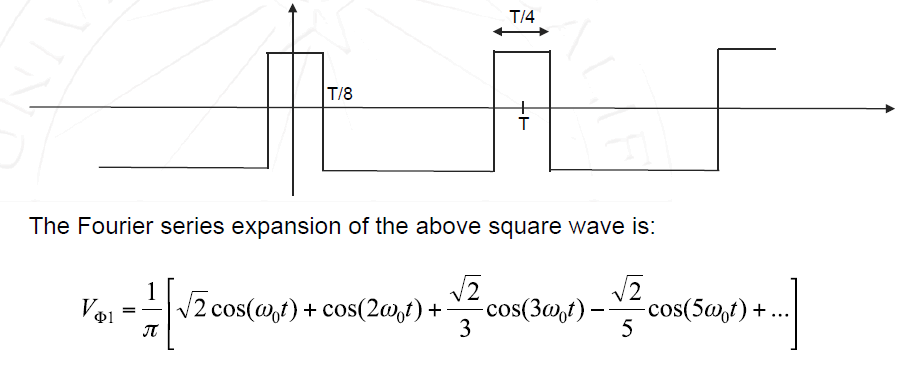 T/4
T/8
T
The Fourier series expansion of the above square wave is:
V_Φ1 = 1/π [√2 cos(ω₀t) + cos(2ω₀t) + √2/3 cos(3ω₀t) − √2/5 cos(5ω₀t) + ...]